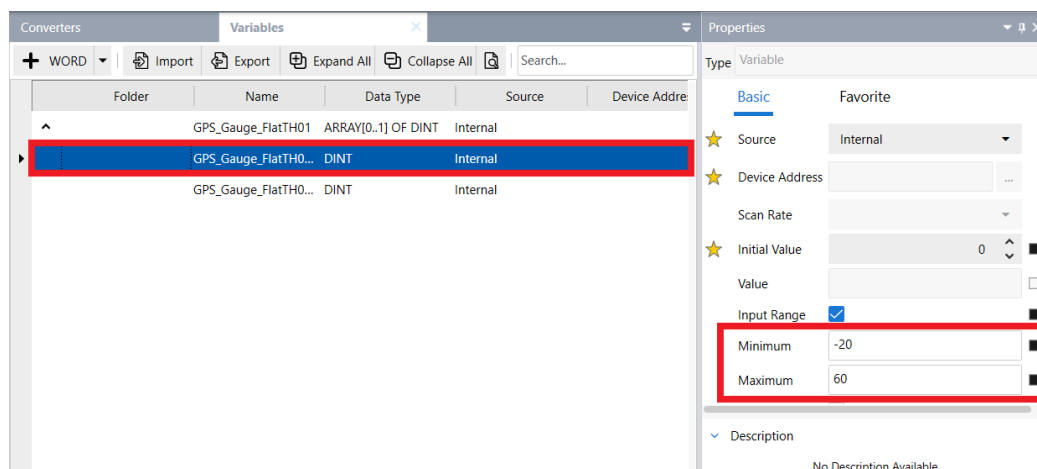 Converters Variables Properties
WORD Import Export Expand All Collapse All Search...
Type Variable
Folder Name Data Type Source Device Addre
Basic Favorite
GPS_Gauge_FlatTH01 ARRAY[0..1] OF DINT Internal
Source Internal
GPS_Gauge_FlatTH0... DINT Internal
Device Address ...
GPS_Gauge_FlatTH0... DINT Internal
Scan Rate
Initial Value 0
Value
Input Range
Minimum -20
Maximum 60
Description
No Description Available